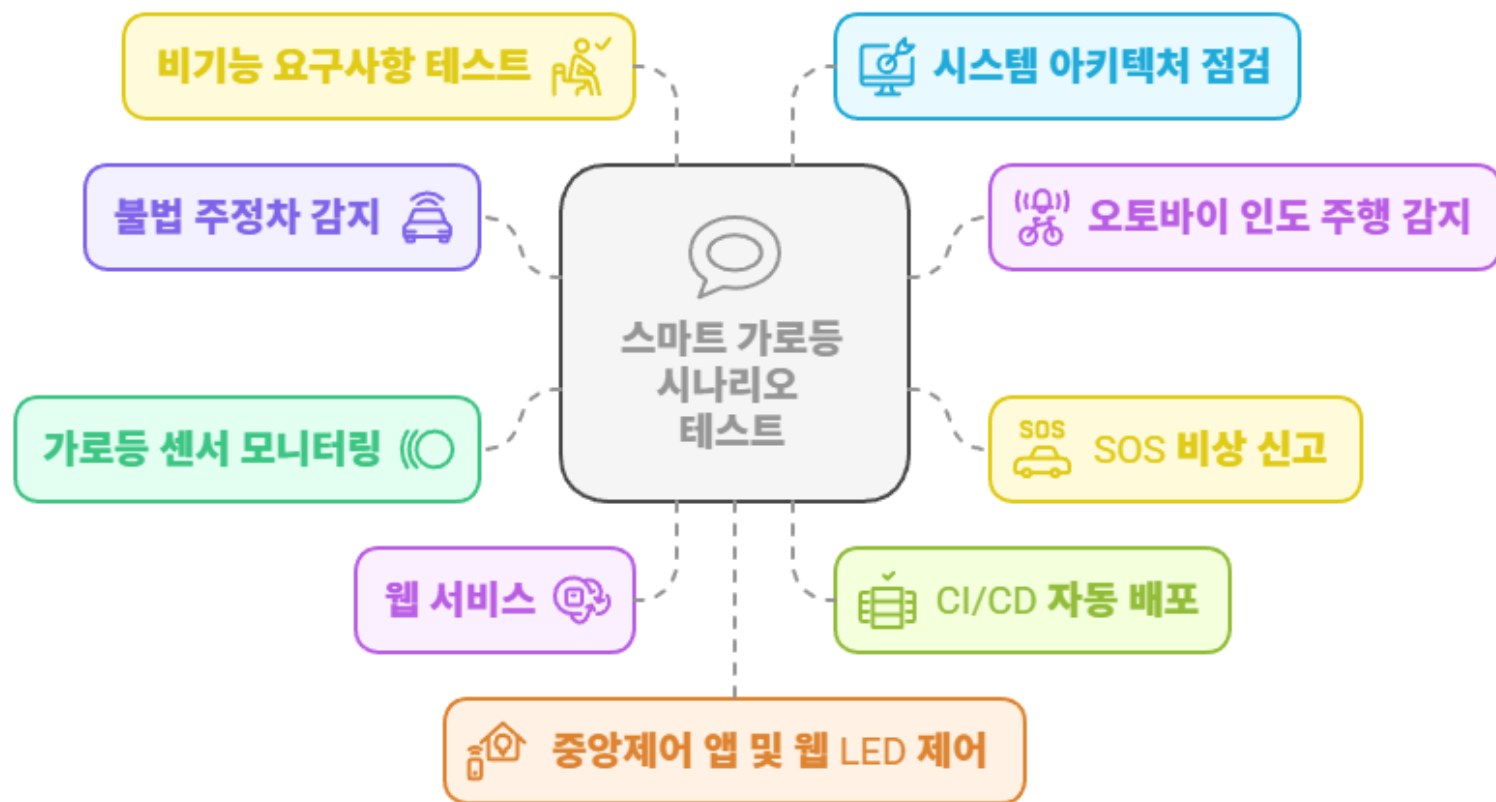 비기능 요구사항 테스트
시스템 아키텍처 점검
불법 주정차 감지
오토바이 인도 주행 감지
스마트 가로등
시나리오
테스트
가로등 센서 모니터링
SOS
SOS 비상 신고
웹 서비스
CI/CD 자동 배포
중앙제어 앱 및 웹 LED 제어